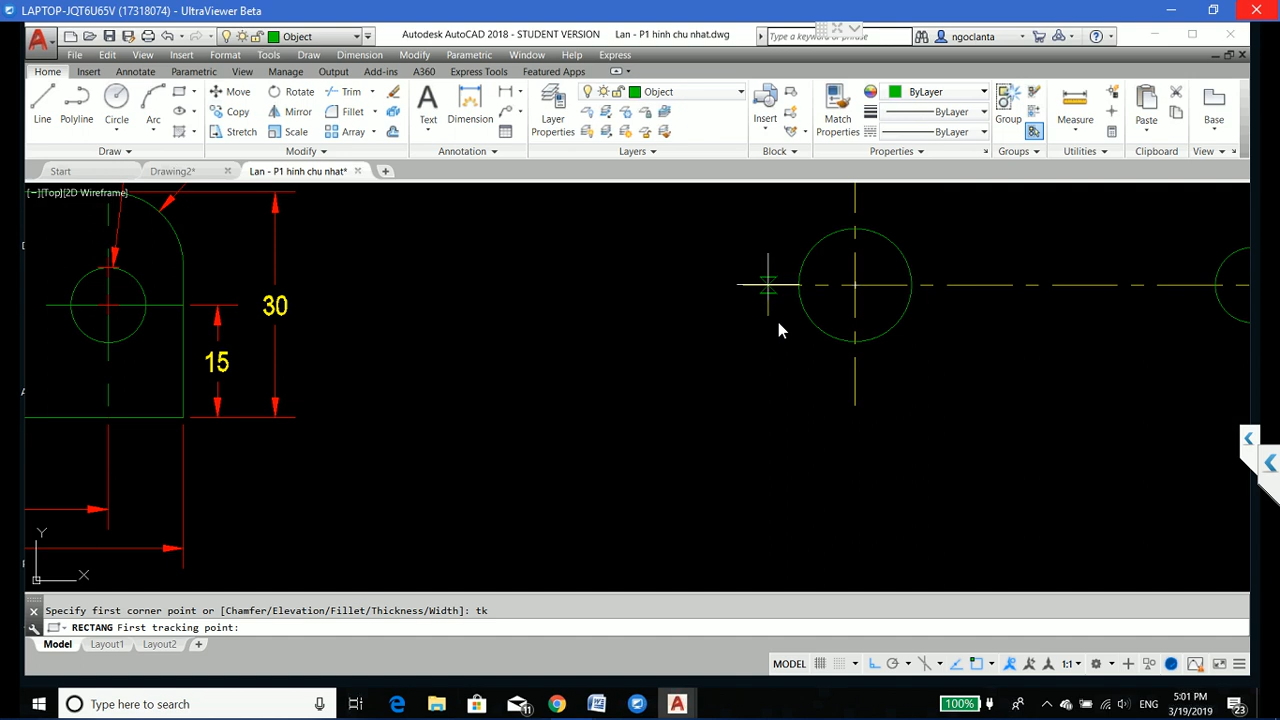 LAPTOP-JQT6U65V (17318074) - UltraViewer Beta
Object
Autodesk AutoCAD 2018 - STUDENT VERSION Lan - P1 hinh chu nhat.dwg
Type a keyword or phrase
ngoclanta
File Edit View Insert Format Tools Draw Dimension Modify Parametric Window Help Express
Home Insert Annotate Parametric View Manage Output Add-ins A360 Express Tools Featured Apps
Line
Polyline
Circle
Arc
Move
Copy
Stretch
Mirror
Scale
Trim
Fillet
Array
Text
Dimension
Layer
Properties
Object
Insert
Match
Properties
ByLayer
ByLayer
ByLayer
Group
Measure
Paste
Base
Draw Modify Annotation Layers Block Properties Groups Utilities Clipboard View
Start Drawing2* Lan - P1 hinh chu nhat*
[−][Top][2D Wireframe]
30
15
Y
X
Specify first corner point or [Chamfer/Elevation/Fillet/Thickness/Width]: tk
RECTANG First tracking point:
Model Layout1 Layout2
MODEL 1:1
Type here to search
11
100%
ENG
5:01 PM
3/19/2019
23